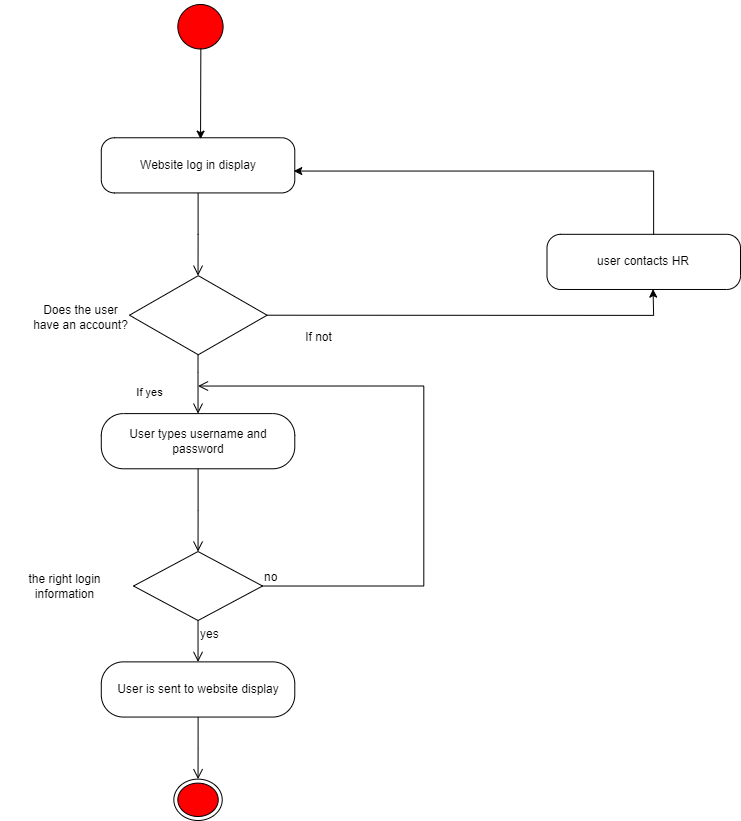 Website log in display
user contacts HR
Does the user
have an account?
If not
If yes
User types username and
password
the right login
information
no
yes
User is sent to website display